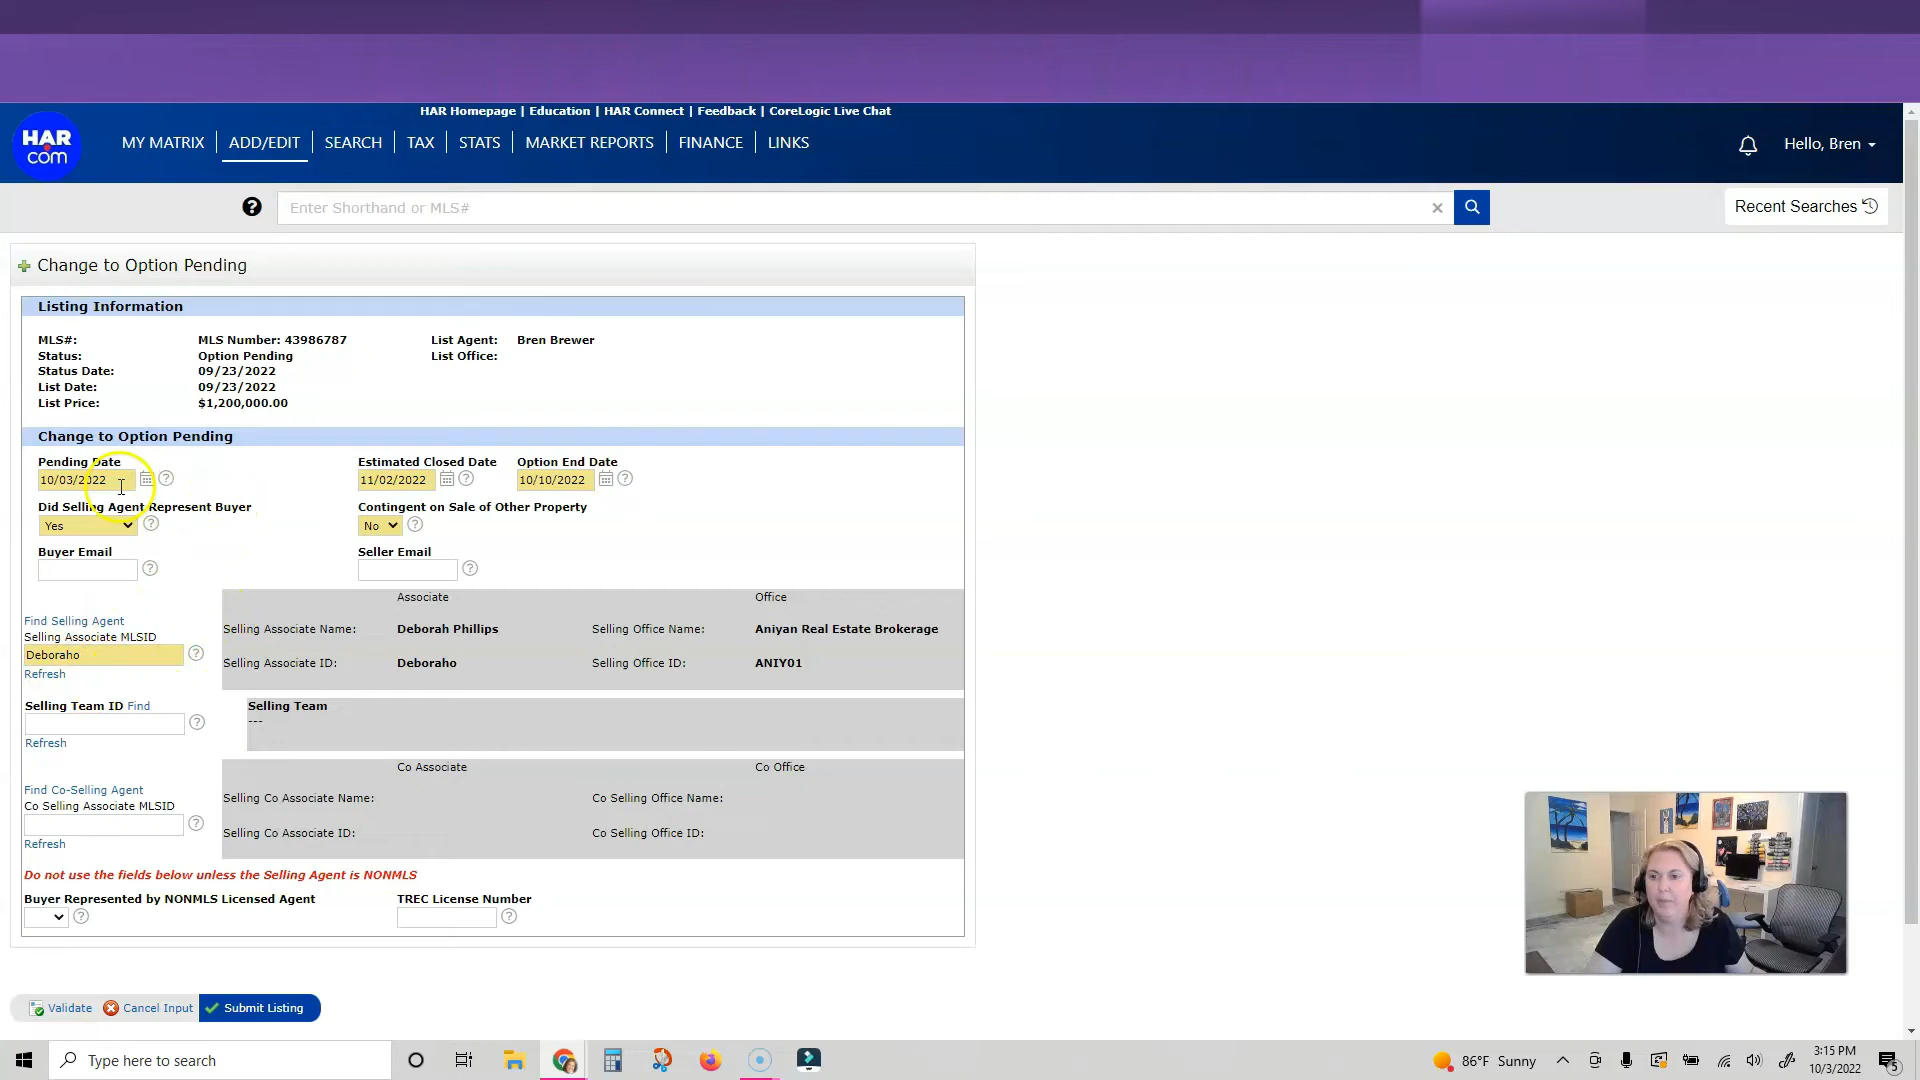 HAR Homepage | Education | HAR Connect | Feedback | CoreLogic Live Chat
HAR
com
MY MATRIX ADD/EDIT SEARCH TAX STATS MARKET REPORTS FINANCE LINKS
Hello, Bren
Enter Shorthand or MLS#
Recent Searches
Change to Option Pending
Listing Information
MLS#: MLS Number: 43986787 List Agent: Bren Brewer
Status: Option Pending List Office:
Status Date: 09/23/2022
List Date: 09/23/2022
List Price: $1,200,000.00
Change to Option Pending
Pending Date Estimated Closed Date Option End Date
10/03/2022 11/02/2022 10/10/2022
Did Selling Agent Represent Buyer Contingent on Sale of Other Property
Yes No
Buyer Email Seller Email
Associate Office
Find Selling Agent
Selling Associate MLSID
Selling Associate Name: Deborah Phillips Selling Office Name: Aniyan Real Estate Brokerage
Deboraho
Selling Associate ID: Deboraho Selling Office ID: ANIY01
Refresh
Selling Team ID Find Selling Team
---
Refresh
Co Associate Co Office
Find Co-Selling Agent
Co Selling Associate MLSID
Selling Co Associate Name: Co Selling Office Name:
Selling Co Associate ID: Co Selling Office ID:
Refresh
Do not use the fields below unless the Selling Agent is NONMLS
Buyer Represented by NONMLS Licensed Agent TREC License Number
Validate Cancel Input Submit Listing
Type here to search
86°F Sunny
3:15 PM
10/3/2022
5